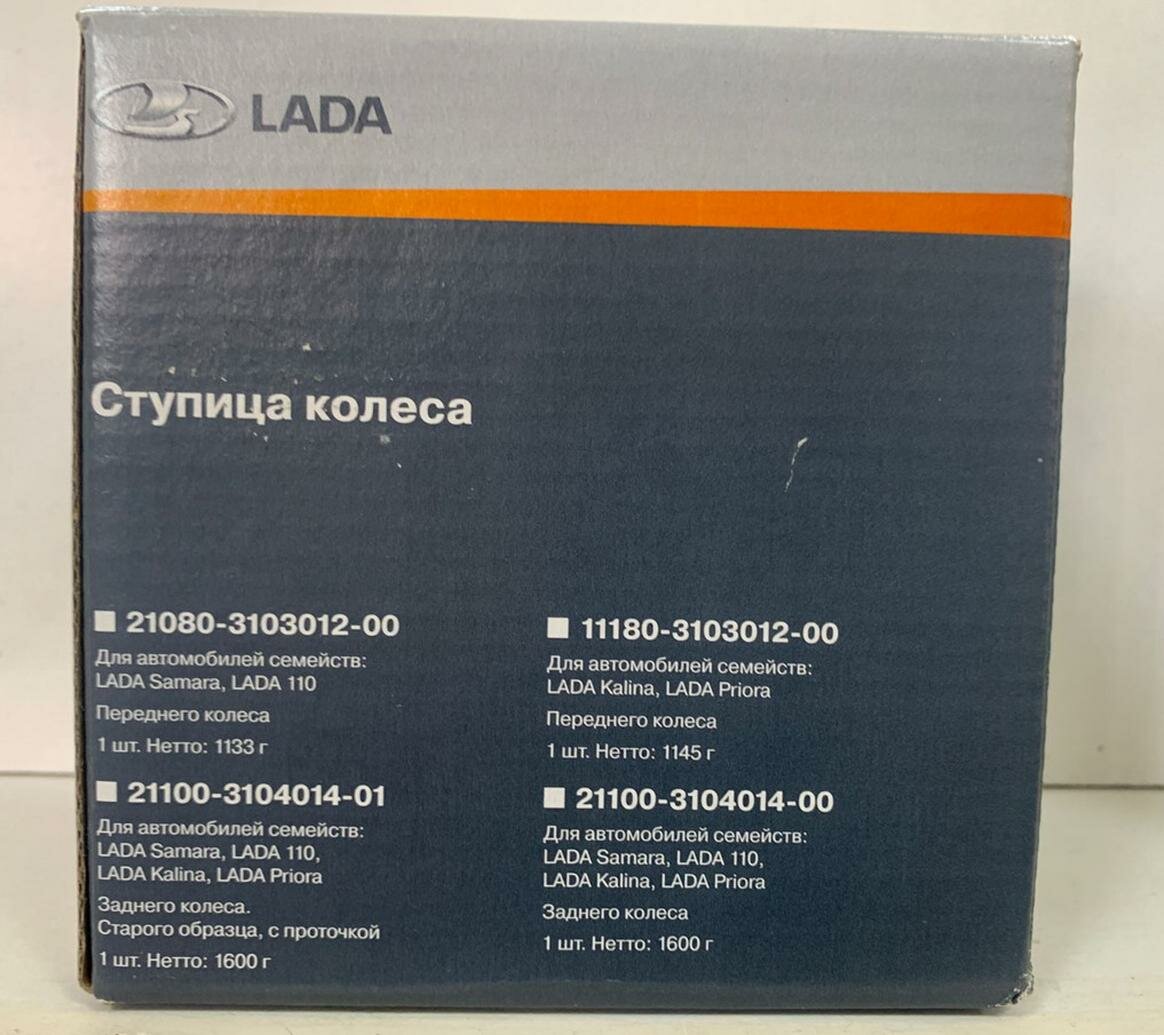 LADA
Ступица колеса
21080-3103012-00
Для автомобилей семейств:
LADA Samara, LADA 110
Переднего колеса
1 шт. Нетто: 1133 г
11180-3103012-00
Для автомобилей семейств:
LADA Kalina, LADA Priora
Переднего колеса
1 шт. Нетто: 1145 г
21100-3104014-01
Для автомобилей семейств:
LADA Samara, LADA 110,
LADA Kalina, LADA Priora
Заднего колеса.
Старого образца, с проточкой
1 шт. Нетто: 1600 г
21100-3104014-00
Для автомобилей семейств:
LADA Samara, LADA 110,
LADA Kalina, LADA Priora
Заднего колеса
1 шт. Нетто: 1600 г